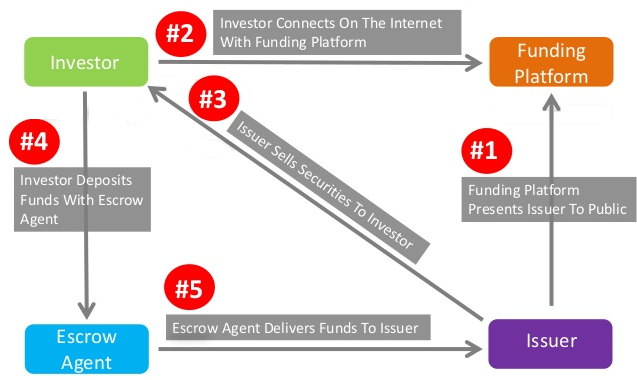 #2
Investor Connects On The Internet
With Funding Platform
Investor
Funding
Platform
#3
Issuer Sells Securities To Investor
#4
Investor Deposits
Funds With Escrow
Agent
#1
Funding Platform
Presents Issuer To Public
#5
Escrow Agent Delivers Funds To Issuer
Escrow
Agent
Issuer